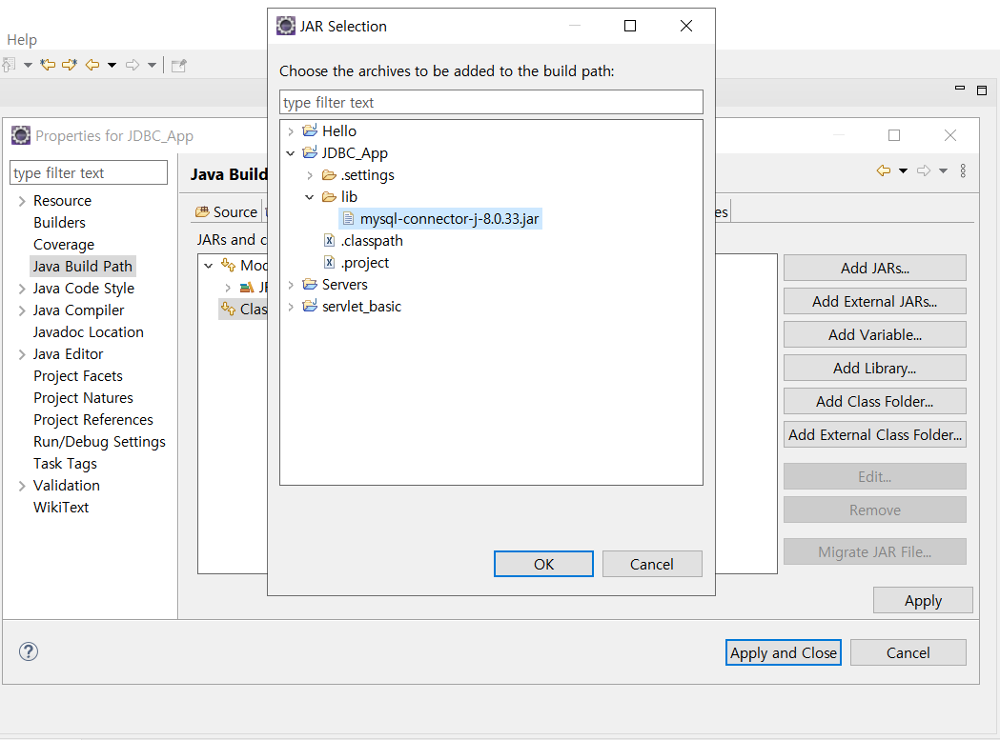 Help
JAR Selection
Choose the archives to be added to the build path:
type filter text
Hello
JDBC_App
.settings
lib
mysql-connector-j-8.0.33.jar
.classpath
.project
Servers
servlet_basic
OK
Cancel
Properties for JDBC_App
type filter text
Resource
Builders
Coverage
Java Build Path
Java Code Style
Java Compiler
Javadoc Location
Java Editor
Project Facets
Project Natures
Project References
Run/Debug Settings
Task Tags
Validation
WikiText
Java Build
Source
JARs and c
Mod
Clas
Add JARs...
Add External JARs...
Add Variable...
Add Library...
Add Class Folder...
Add External Class Folder...
Edit...
Remove
Migrate JAR File...
Apply
Apply and Close
Cancel